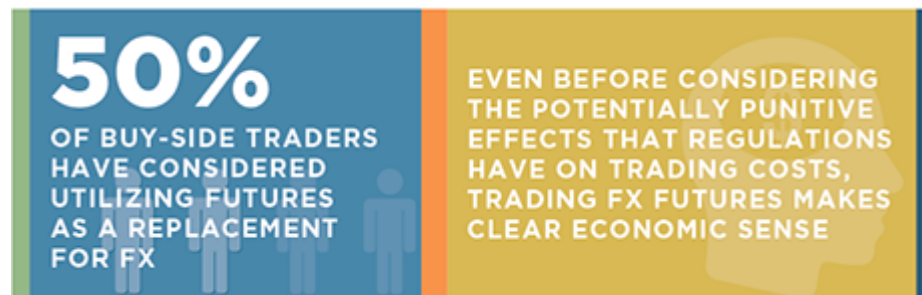 50%
OF BUY-SIDE TRADERS
HAVE CONSIDERED
UTILIZING FUTURES
AS A REPLACEMENT
FOR FX
EVEN BEFORE CONSIDERING
THE POTENTIALLY PUNITIVE
EFFECTS THAT REGULATIONS
HAVE ON TRADING COSTS,
TRADING FX FUTURES MAKES
CLEAR ECONOMIC SENSE